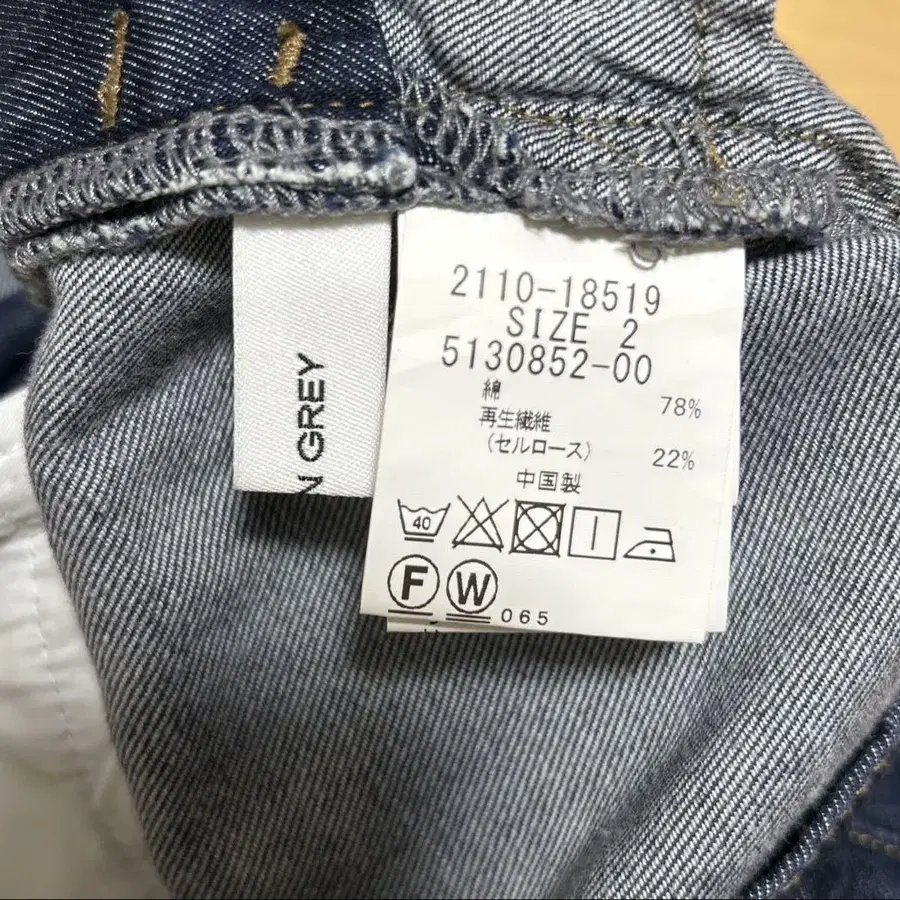 N GREY
2110-18519
SIZE 2
5130852-00
綿 78%
再生繊維
(セルロース) 22%
中国製
40
F W 065